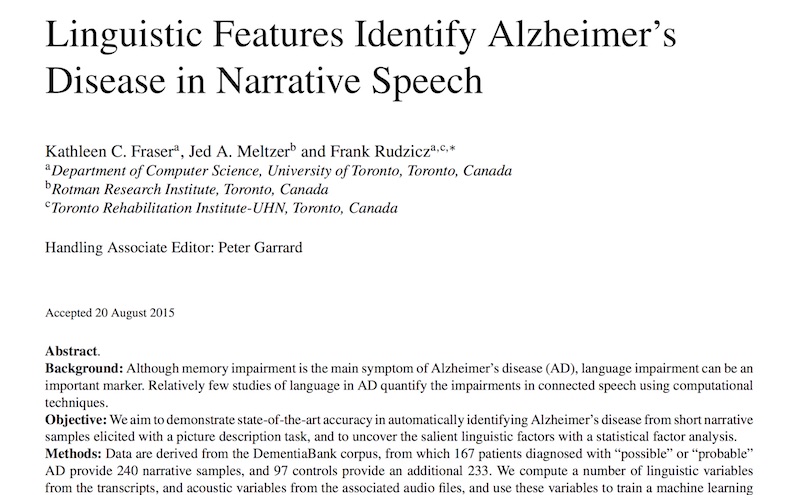 Linguistic Features Identify Alzheimer's
Disease in Narrative Speech
Kathleen C. Fraserᵃ, Jed A. Meltzerᵇ and Frank Rudziczᵃ,ᶜ,*
ᵃDepartment of Computer Science, University of Toronto, Toronto, Canada
ᵇRotman Research Institute, Toronto, Canada
ᶜToronto Rehabilitation Institute-UHN, Toronto, Canada
Handling Associate Editor: Peter Garrard
Accepted 20 August 2015
Abstract.
Background: Although memory impairment is the main symptom of Alzheimer's disease (AD), language impairment can be an
important marker. Relatively few studies of language in AD quantify the impairments in connected speech using computational
techniques.
Objective: We aim to demonstrate state-of-the-art accuracy in automatically identifying Alzheimer's disease from short narrative
samples elicited with a picture description task, and to uncover the salient linguistic factors with a statistical factor analysis.
Methods: Data are derived from the DementiaBank corpus, from which 167 patients diagnosed with “possible” or “probable”
AD provide 240 narrative samples, and 97 controls provide an additional 233. We compute a number of linguistic variables
from the transcripts, and acoustic variables from the associated audio files, and use these variables to train a machine learning